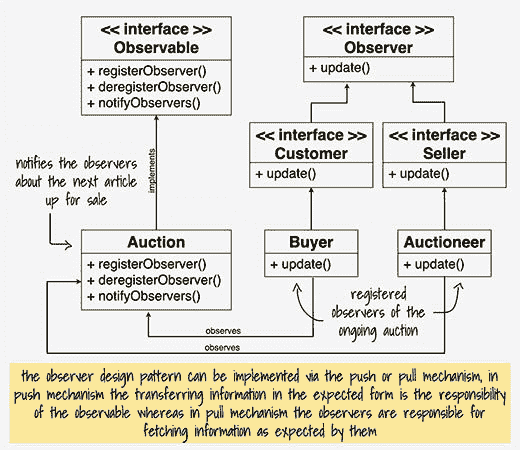 << interface >>
Observable
+ registerObserver()
+ deregisterObserver()
+ notifyObservers()
<< interface >>
Observer
+ update()
<< interface >>
Customer
+ update()
<< interface >>
Seller
+ update()
implements
notifies the observers
about the next article
up for sale
Auction
+ registerObserver()
+ deregisterObserver()
+ notifyObservers()
Buyer
+ update()
Auctioneer
+ update()
registered
observers of the
ongoing auction
observes
observes
the observer design pattern can be implemented via the push or pull mechanism, in
push mechanism the transferring information in the expected form is the responsibility
of the observable whereas in pull mechanism the observers are responsible for
fetching information as expected by them